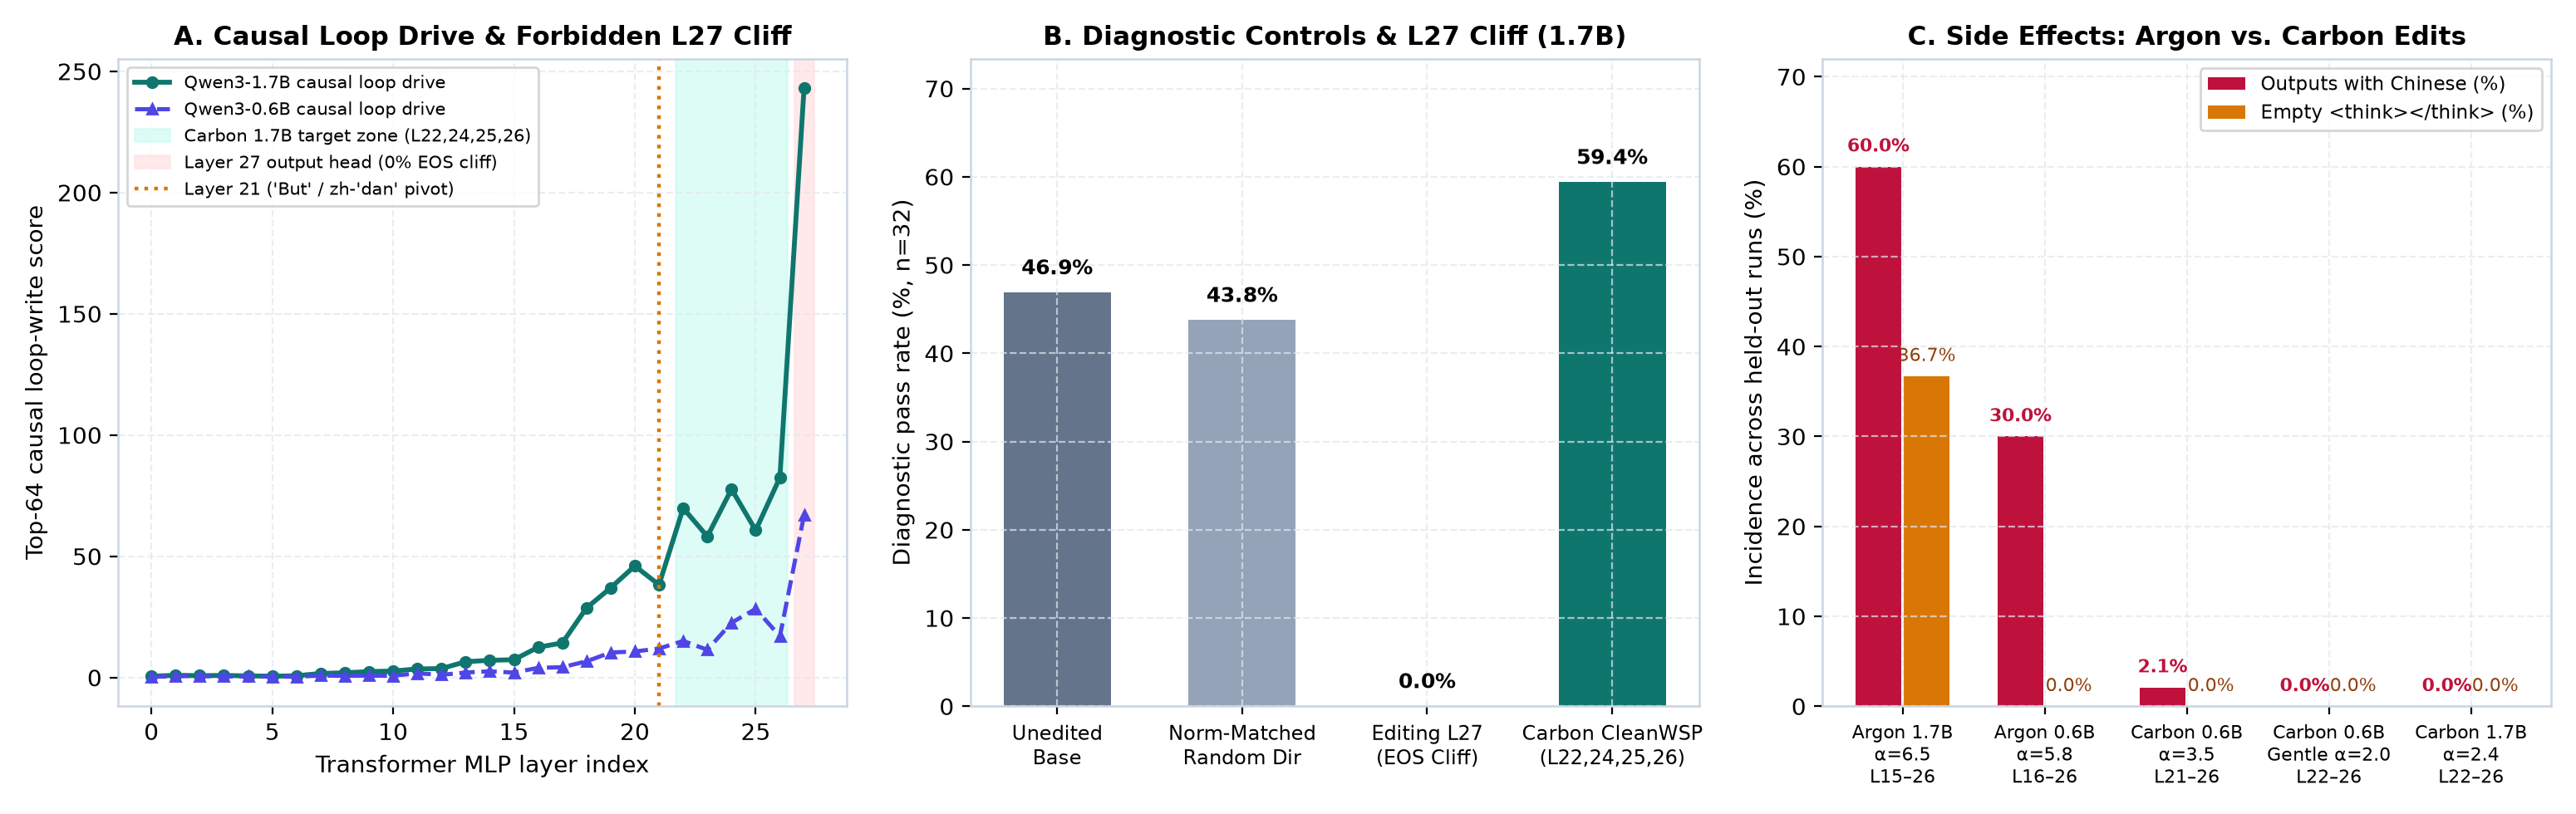 A. Causal Loop Drive & Forbidden L27 Cliff
Top-64 causal loop-write score
250
200
150
100
50
0
Qwen3-1.7B causal loop drive
Qwen3-0.6B causal loop drive
Carbon 1.7B target zone (L22,24,25,26)
Layer 27 output head (0% EOS cliff)
Layer 21 ('But' / zh-'dan' pivot)
0 5 10 15 20 25
Transformer MLP layer index
B. Diagnostic Controls & L27 Cliff (1.7B)
Diagnostic pass rate (%, n=32)
70
60
50
40
30
20
10
0
46.9%
43.8%
0.0%
59.4%
Unedited
Base
Norm-Matched
Random Dir
Editing L27
(EOS Cliff)
Carbon CleanWSP
(L22,24,25,26)
C. Side Effects: Argon vs. Carbon Edits
Incidence across held-out runs (%)
70
60
50
40
30
20
10
0
Outputs with Chinese (%)
Empty <think></think> (%)
60.0%
36.7%
30.0%
0.0%
2.1%
0.0%
0.0%
0.0%
0.0%
0.0%
Argon 1.7B
α=6.5
L15–26
Argon 0.6B
α=5.8
L16–26
Carbon 0.6B
α=3.5
L21–26
Carbon 0.6B
Gentle α=2.0
L22–26
Carbon 1.7B
α=2.4
L22–26